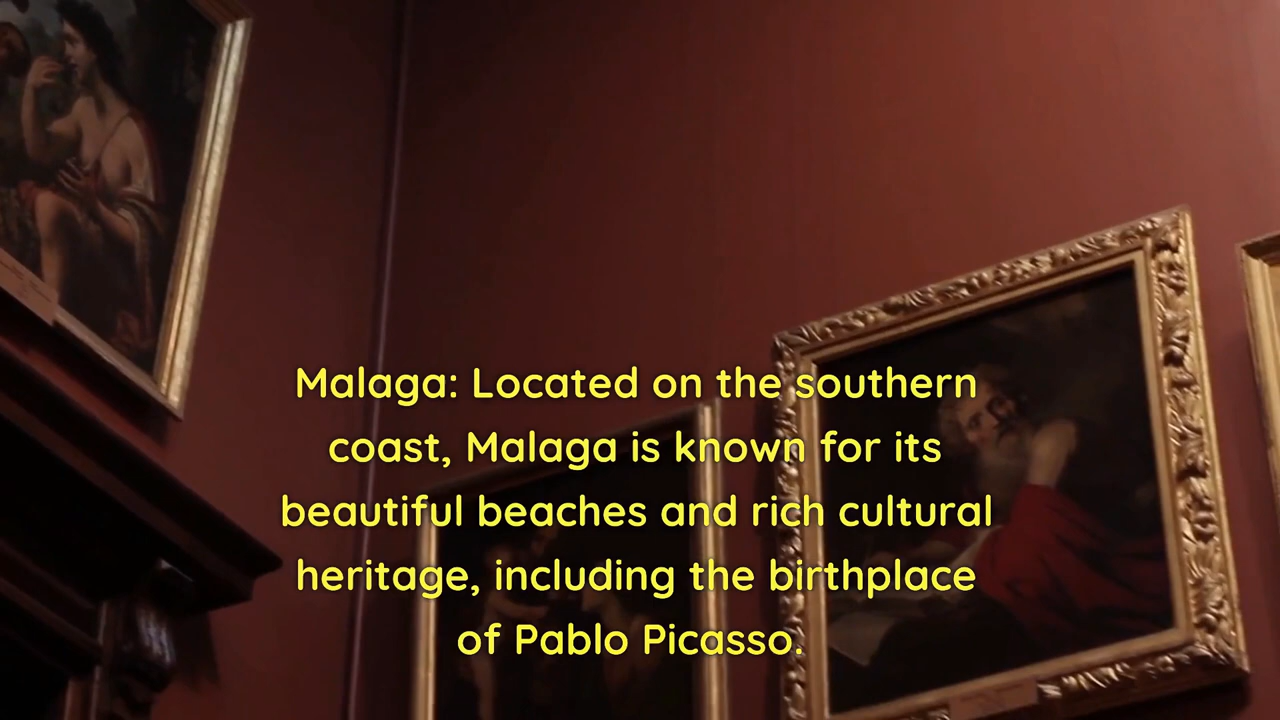 Malaga: Located on the southern
coast, Malaga is known for its
beautiful beaches and rich cultural
heritage, including the birthplace
of Pablo Picasso.